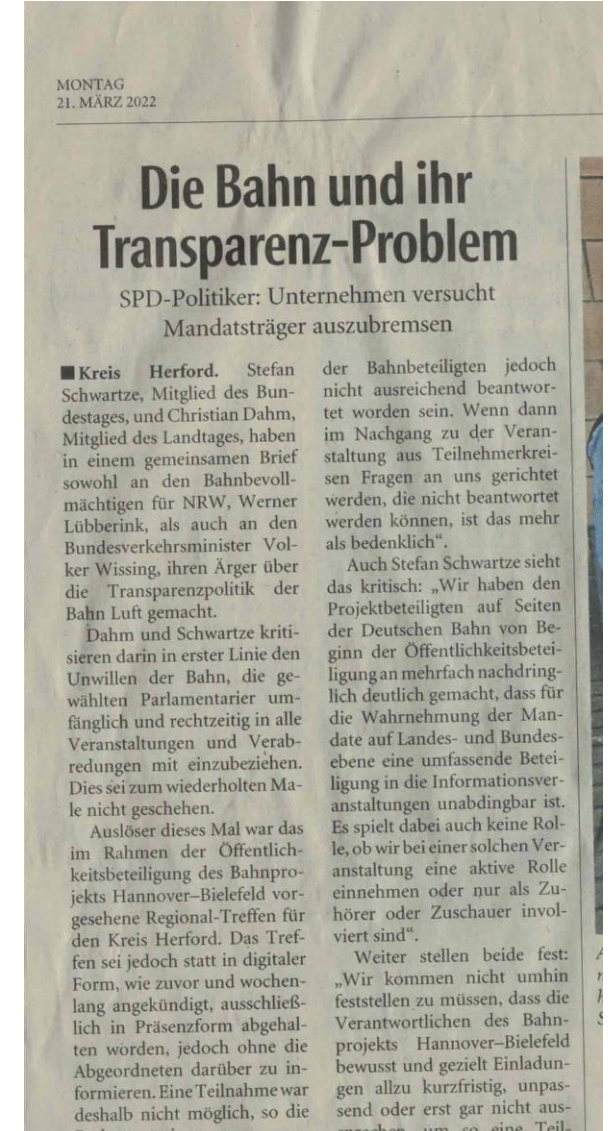 MONTAG
21. MÄRZ 2022
Die Bahn und ihr
Transparenz-Problem
SPD-Politiker: Unternehmen versucht
Mandatsträger auszubremsen
■ Kreis Herford. Stefan
Schwartze, Mitglied des Bun-
destages, und Christian Dahm,
Mitglied des Landtages, haben
in einem gemeinsamen Brief
sowohl an den Bahnbevoll-
mächtigen für NRW, Werner
Lübberink, als auch an den
Bundesverkehrsminister Vol-
ker Wissing, ihren Ärger über
die Transparenzpolitik der
Bahn Luft gemacht.
Dahm und Schwartze kriti-
sieren darin in erster Linie den
Unwillen der Bahn, die ge-
wählten Parlamentarier um-
fänglich und rechtzeitig in alle
Veranstaltungen und Verab-
redungen mit einzubeziehen.
Dies sei zum wiederholten Ma-
le nicht geschehen.
Auslöser dieses Mal war das
im Rahmen der Öffentlich-
keitsbeteiligung des Bahnpro-
jekts Hannover–Bielefeld vor-
gesehene Regional-Treffen für
den Kreis Herford. Das Tref-
fen sei jedoch statt in digitaler
Form, wie zuvor und wochen-
lang angekündigt, ausschließ-
lich in Präsenzform abgehal-
ten worden, jedoch ohne die
Abgeordneten darüber zu in-
formieren. Eine Teilnahme war
deshalb nicht möglich, so die
der Bahnbeteiligten jedoch
nicht ausreichend beantwor-
tet worden sein. Wenn dann
im Nachgang zu der Veran-
staltung aus Teilnehmerkrei-
sen Fragen an uns gerichtet
werden, die nicht beantwortet
werden können, ist das mehr
als bedenklich“.
Auch Stefan Schwartze sieht
das kritisch: „Wir haben den
Projektbeteiligten auf Seiten
der Deutschen Bahn von Be-
ginn der Öffentlichkeitsbetei-
ligung an mehrfach nachdring-
lich deutlich gemacht, dass für
die Wahrnehmung der Man-
date auf Landes- und Bundes-
ebene eine umfassende Betei-
ligung in die Informationsver-
anstaltungen unabdingbar ist.
Es spielt dabei auch keine Rol-
le, ob wir bei einer solchen Ver-
anstaltung eine aktive Rolle
einnehmen oder nur als Zu-
hörer oder Zuschauer invol-
viert sind“.
Weiter stellen beide fest:
„Wir kommen nicht umhin
feststellen zu müssen, dass die
Verantwortlichen des Bahn-
projekts Hannover–Bielefeld
bewusst und gezielt Einladun-
gen allzu kurzfristig, unpas-
send oder erst gar nicht aus-
um so eine Teil-